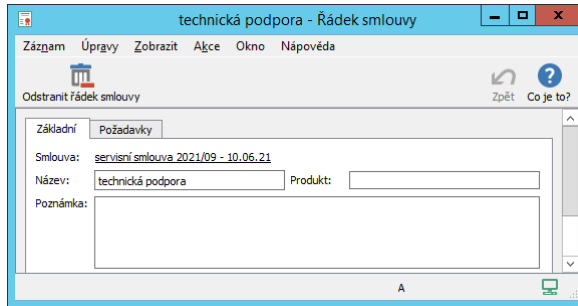 technická podpora - Řádek smlouvy
Záznam Úpravy Zobrazit Akce Okno Nápověda
Odstranit řádek smlouvy Zpět Co je to?
Základní Požadavky
Smlouva: servisní smlouva 2021/09 - 10.06.21
Název: technická podpora Produkt:
Poznámka:
A